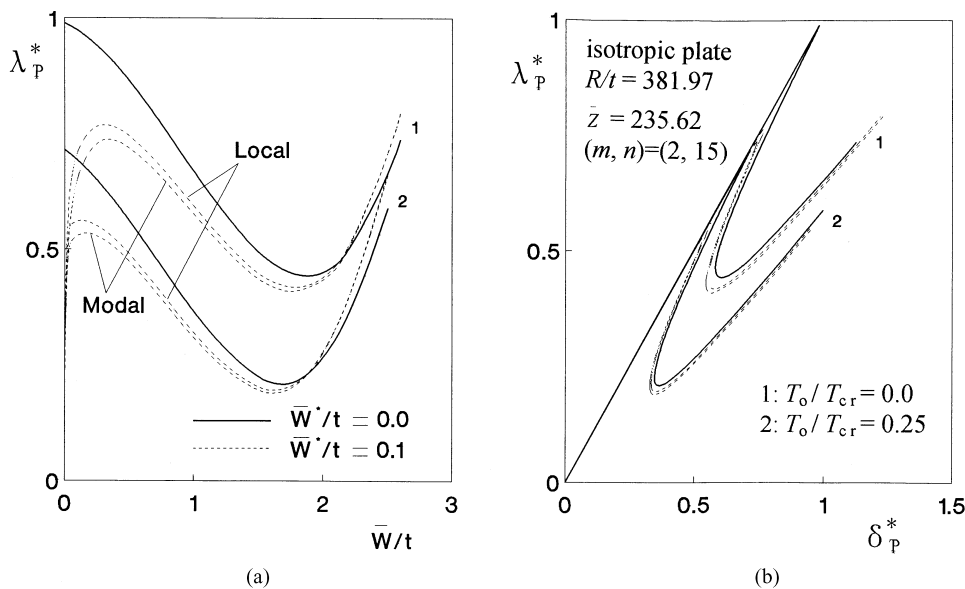 1
λ*p
Local
1
2
0.5
Modal
W̄*/t = 0.0
W̄*/t = 0.1
0
0
1
2
3
W̄/t
(a)
1
λ*p
isotropic plate
R/t = 381.97
z̄ = 235.62
(m, n)=(2, 15)
1
0.5
2
1: To / Tcr = 0.0
2: To / Tcr = 0.25
0
0
0.5
1
1.5
δ*p
(b)